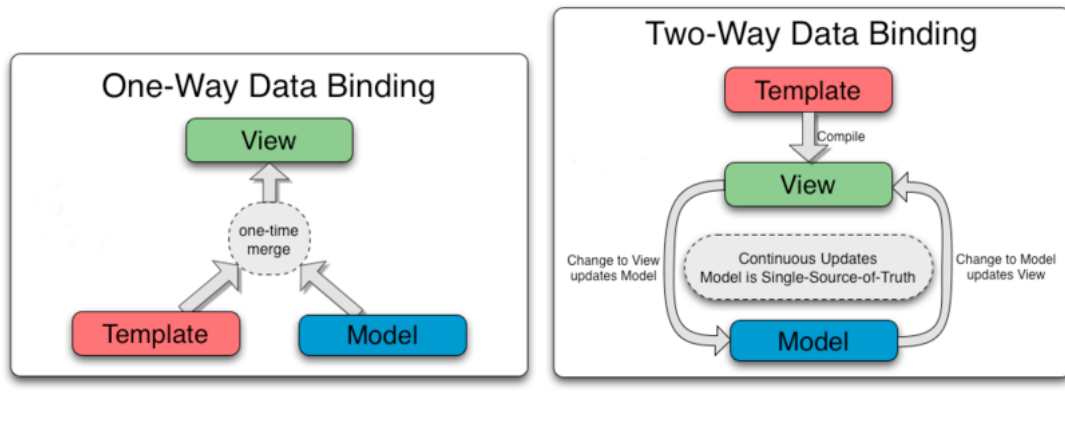 One-Way Data Binding
View
one-time
merge
Template
Model
Two-Way Data Binding
Template
Compile
View
Change to View
updates Model
Continuous Updates
Model is Single-Source-of-Truth
Change to Model
updates View
Model